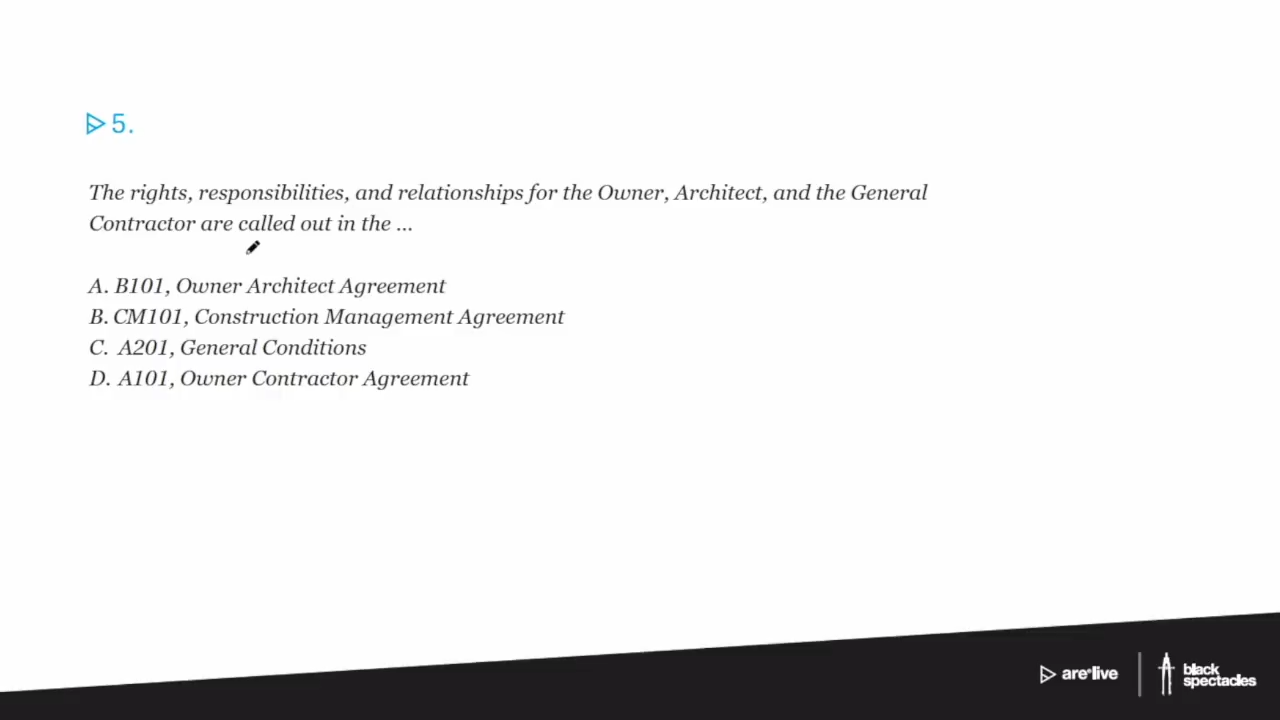 5.
The rights, responsibilities, and relationships for the Owner, Architect, and the General
Contractor are called out in the ...
A. B101, Owner Architect Agreement
B. CM101, Construction Management Agreement
C. A201, General Conditions
D. A101, Owner Contractor Agreement
are®live
black
spectacles